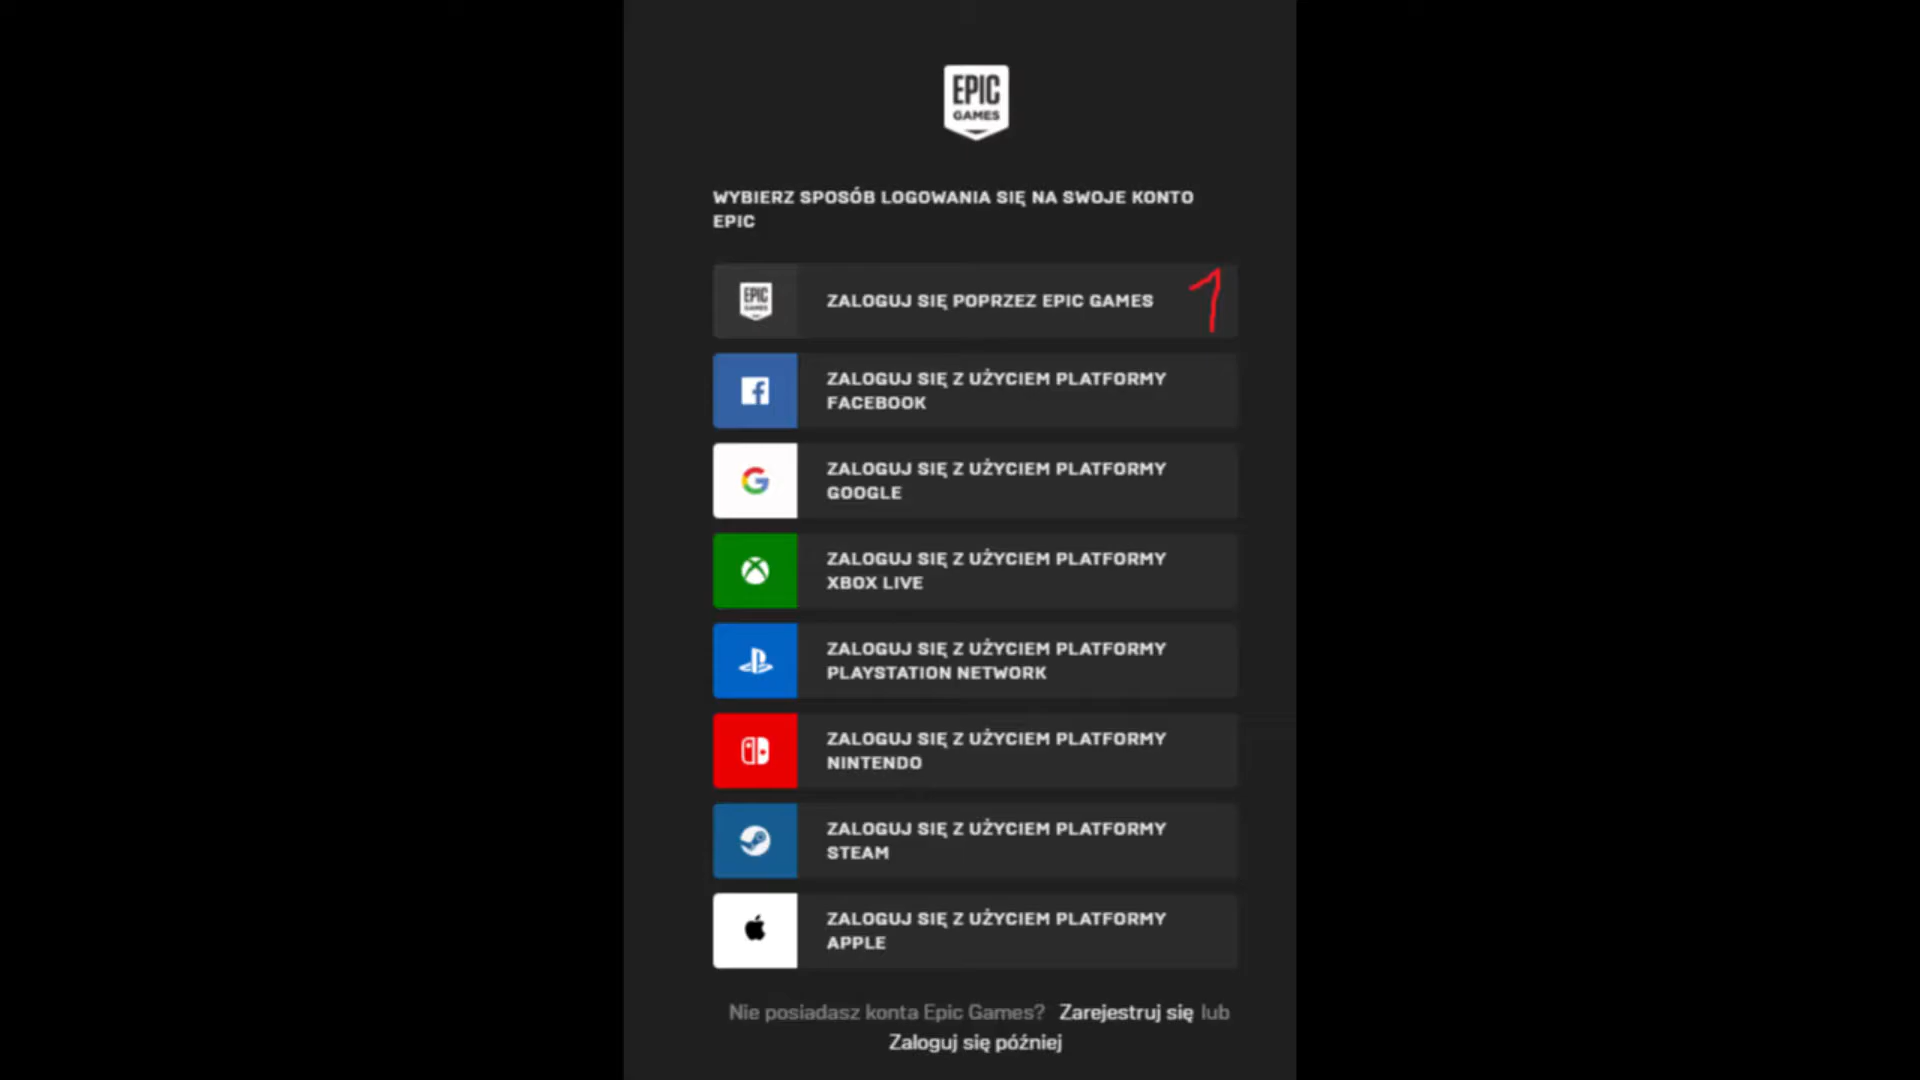 EPIC
GAMES
WYBIERZ SPOSÓB LOGOWANIA SIĘ NA SWOJE KONTO
EPIC
EPIC
GAMES
ZALOGUJ SIĘ POPRZEZ EPIC GAMES
1
ZALOGUJ SIĘ Z UŻYCIEM PLATFORMY
FACEBOOK
ZALOGUJ SIĘ Z UŻYCIEM PLATFORMY
GOOGLE
ZALOGUJ SIĘ Z UŻYCIEM PLATFORMY
XBOX LIVE
ZALOGUJ SIĘ Z UŻYCIEM PLATFORMY
PLAYSTATION NETWORK
ZALOGUJ SIĘ Z UŻYCIEM PLATFORMY
NINTENDO
ZALOGUJ SIĘ Z UŻYCIEM PLATFORMY
STEAM
ZALOGUJ SIĘ Z UŻYCIEM PLATFORMY
APPLE
Nie posiadasz konta Epic Games? Zarejestruj się lub
Zaloguj się później